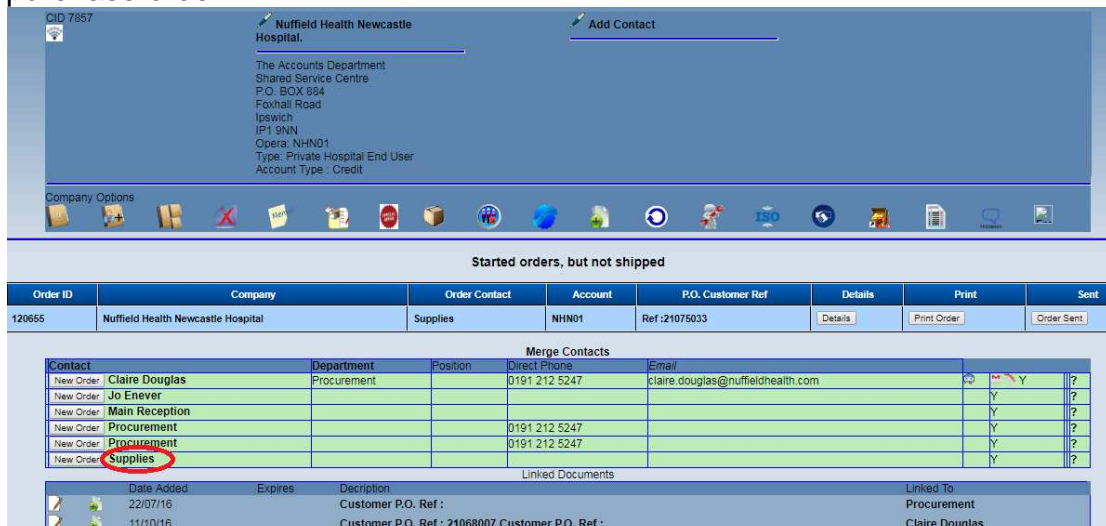 CID 7857
Nuffield Health Newcastle
Hospital.
Add Contact
The Accounts Department
Shared Service Centre
P.O. BOX 884
Foxhall Road
Ipswich
IP1 9NN
Opera: NHN01
Type: Private Hospital End User
Account Type : Credit
Company Options
ISO
Started orders, but not shipped
Order ID Company Order Contact Account P.O. Customer Ref Details Print Sent
120655 Nuffield Health Newcastle Hospital Supplies NHN01 Ref :21075033 Details Print Order Order Sent
Merge Contacts
Contact Department Position Direct Phone Email
New Order Claire Douglas Procurement 0191 212 5247 claire.douglas@nuffieldhealth.com Y ?
New Order Jo Enever Y ?
New Order Main Reception Y ?
New Order Procurement 0191 212 5247 Y ?
New Order Procurement 0191 212 5247 Y ?
New Order Supplies Y ?
Linked Documents
Date Added Expires Decription Linked To
22/07/16 Customer P.O. Ref : Procurement
11/10/16 Customer P.O. Ref : 21068007 Customer P.O. Ref : Claire Douglas